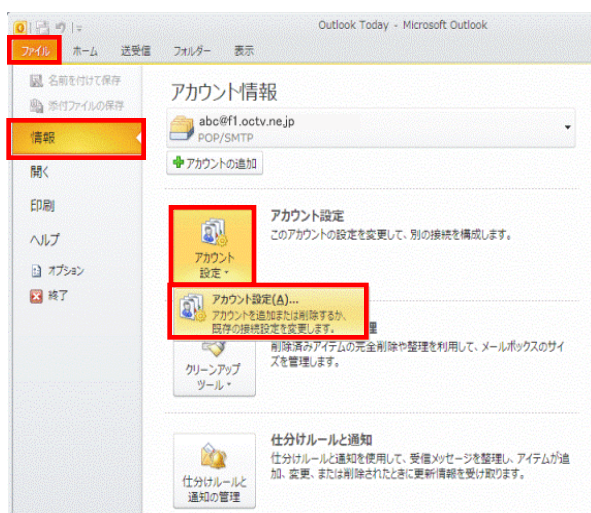 Outlook Today - Microsoft Outlook
ファイル ホーム 送受信 フォルダー 表示
名前を付けて保存
添付ファイルの保存
情報
開く
印刷
ヘルプ
オプション
終了
アカウント情報
abc@f1.octv.ne.jp
POP/SMTP
アカウントの追加
アカウント
設定
アカウント設定
このアカウントの設定を変更して、別の接続を構成します。
アカウント設定(A)...
アカウントを追加または削除するか、
既存の接続設定を変更します。
理
クリーンアップ
ツール
削除済みアイテムの完全削除や整理を利用して、メールボックスのサイ
ズを管理します。
仕分けルールと
通知の管理
仕分けルールと通知
仕分けルールと通知を使用して、受信メッセージを整理し、アイテムが追
加、変更、または削除されたときに更新情報を受け取ります。